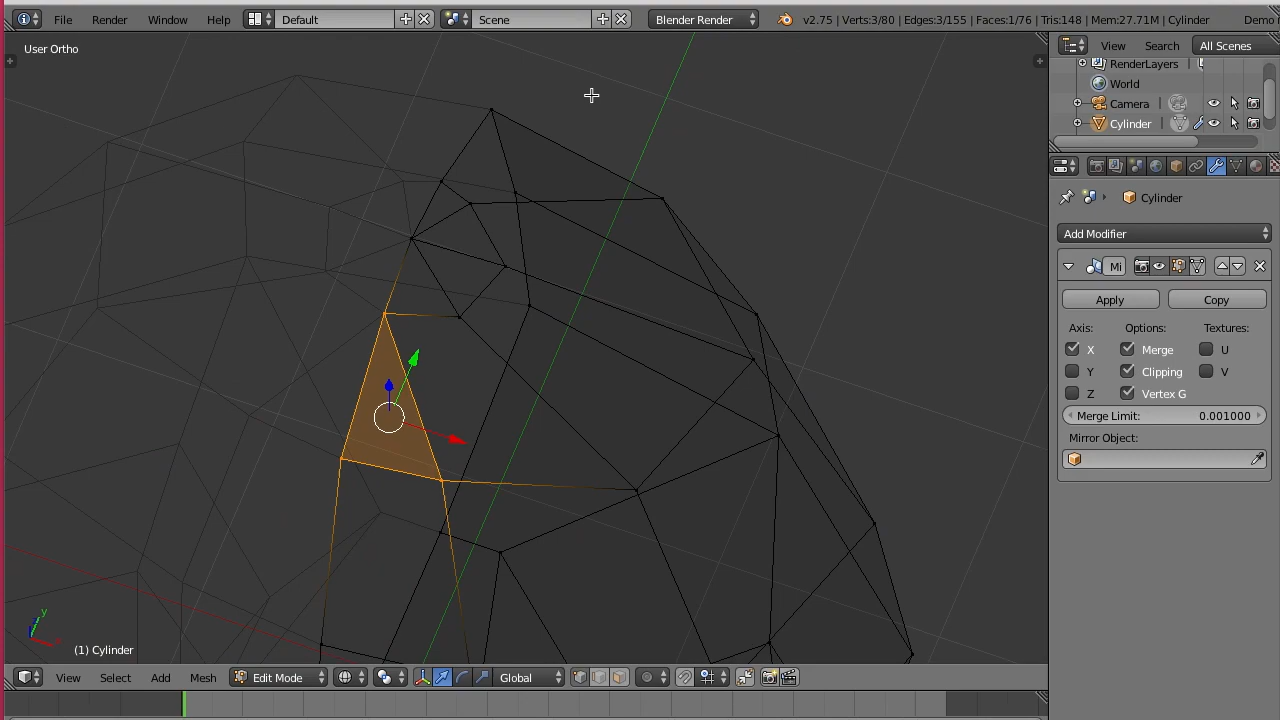 File Render Window Help Default Scene Blender Render v2.75 | Verts:3/80 | Edges:3/155 | Faces:1/76 | Tris:148 | Mem:27.71M | Cylinder Demo
User Ortho
View Search All Scenes
RenderLayers
World
Camera
Cylinder
Cylinder
Add Modifier
Mi
Apply Copy
Axis: Options: Textures:
X Merge U
Y Clipping V
Z Vertex G
Merge Limit: 0.001000
Mirror Object:
y
(1) Cylinder
View Select Add Mesh Edit Mode Global